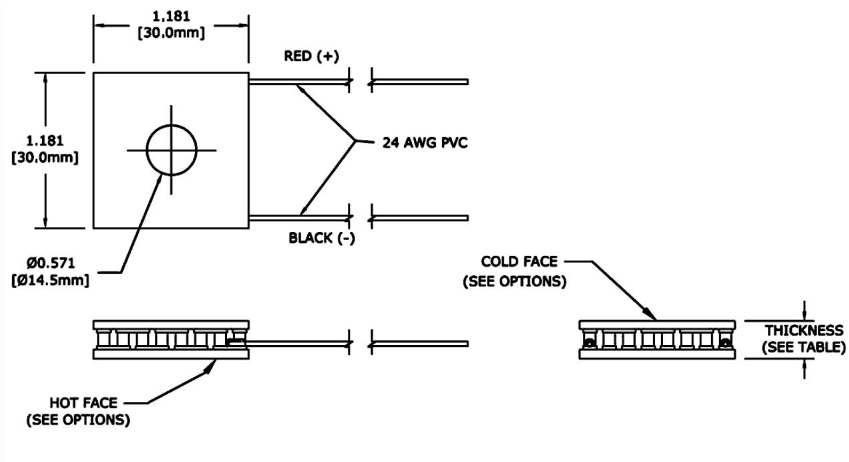 1.181
[30.0mm]
RED (+)
1.181
[30.0mm]
24 AWG PVC
BLACK (-)
Ø0.571
[Ø14.5mm]
COLD FACE
(SEE OPTIONS)
THICKNESS
(SEE TABLE)
HOT FACE
(SEE OPTIONS)